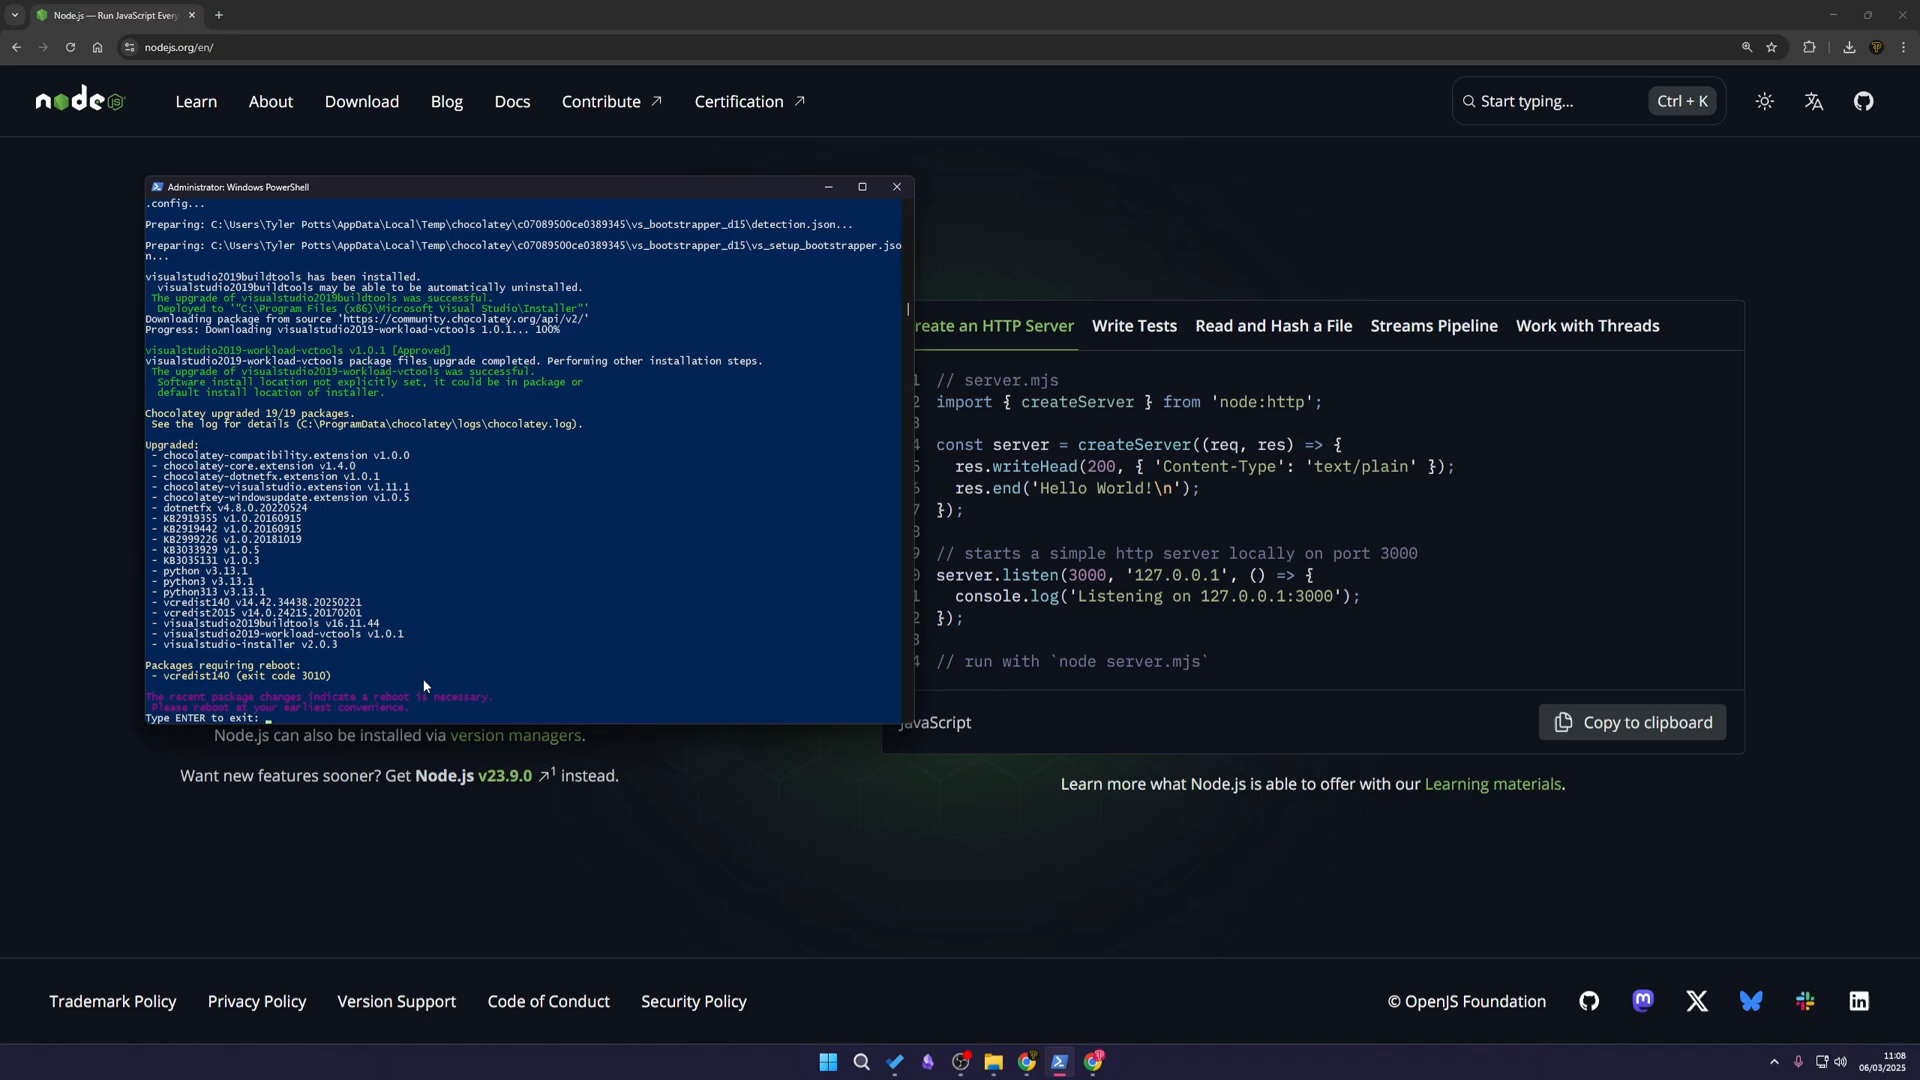 Node.js — Run JavaScript Every
nodejs.org/en/
node JS
Learn
About
Download
Blog
Docs
Contribute
Certification
Start typing...
Ctrl + K
Administrator: Windows PowerShell
.config...
Preparing: C:\Users\Tyler Potts\AppData\Local\Temp\chocolatey\c07089500ce0389345\vs_bootstrapper_d15\detection.json...
Preparing: C:\Users\Tyler Potts\AppData\Local\Temp\chocolatey\c07089500ce0389345\vs_bootstrapper_d15\vs_setup_bootstrapper.jso
n...
visualstudio2019buildtools has been installed.
visualstudio2019buildtools may be able to be automatically uninstalled.
The upgrade of visualstudio2019buildtools was successful.
Deployed to '"C:\Program Files (x86)\Microsoft Visual Studio\Installer"'
Downloading package from source 'https://community.chocolatey.org/api/v2/'
Progress: Downloading visualstudio2019-workload-vctools 1.0.1... 100%
visualstudio2019-workload-vctools v1.0.1 [Approved]
visualstudio2019-workload-vctools package files upgrade completed. Performing other installation steps.
The upgrade of visualstudio2019-workload-vctools was successful.
Software install location not explicitly set, it could be in package or
default install location of installer.
Chocolatey upgraded 19/19 packages.
See the log for details (C:\ProgramData\chocolatey\logs\chocolatey.log).
Upgraded:
- chocolatey-compatibility.extension v1.0.0
- chocolatey-core.extension v1.4.0
- chocolatey-dotnetfx.extension v1.0.1
- chocolatey-visualstudio.extension v1.11.1
- chocolatey-windowsupdate.extension v1.0.5
- dotnetfx v4.8.0.20220524
- KB2919355 v1.0.20160915
- KB2919442 v1.0.20160915
- KB2999226 v1.0.20181019
- KB3033929 v1.0.5
- KB3035131 v1.0.3
- python v3.13.1
- python3 v3.13.1
- python313 v3.13.1
- vcredist140 v14.42.34438.20250221
- vcredist2015 v14.0.24215.20170201
- visualstudio2019buildtools v16.11.44
- visualstudio2019-workload-vctools v1.0.1
- visualstudio-installer v2.0.3
Packages requiring reboot:
- vcredist140 (exit code 3010)
The recent package changes indicate a reboot is necessary.
Please reboot at your earliest convenience.
Type ENTER to exit:
Node.js can also be installed via version managers.
Want new features sooner? Get Node.js v23.9.0 ↗1 instead.
reate an HTTP Server
Write Tests
Read and Hash a File
Streams Pipeline
Work with Threads
1 // server.mjs
2 import { createServer } from 'node:http';
3
4 const server = createServer((req, res) => {
5 res.writeHead(200, { 'Content-Type': 'text/plain' });
6 res.end('Hello World!\n');
7 });
8
9 // starts a simple http server locally on port 3000
0 server.listen(3000, '127.0.0.1', () => {
1 console.log('Listening on 127.0.0.1:3000');
2 });
3
4 // run with `node server.mjs`
JavaScript
Copy to clipboard
Learn more what Node.js is able to offer with our Learning materials.
Trademark Policy
Privacy Policy
Version Support
Code of Conduct
Security Policy
© OpenJS Foundation
11:08
06/03/2025